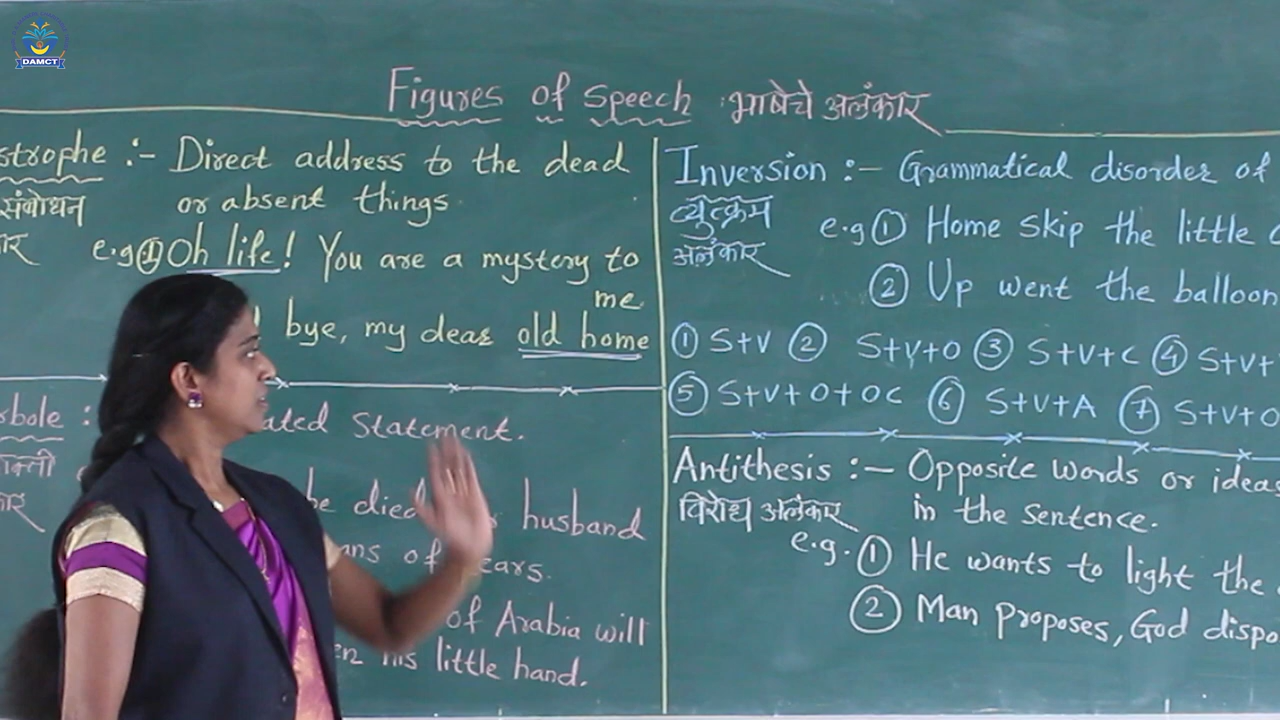 DAMCT
Figures of Speech :भाषेचे अलंकार
strophe :- Direct address to the dead
संबोधन or absent things.
e.g ① Oh life! You are a mystery to
me.
bye, my dear old home
rbole :
ated Statement.
he died husband
ans of ears.
of Arabia will
en his little hand.
Inversion :- Grammatical disorder of
व्युत्क्रम
अलंकार
e.g ① Home skip the little
② Up went the balloon
① S+V ② S+V+O ③ S+V+C ④ S+V+
⑤ S+V+O+OC ⑥ S+V+A ⑦ S+V+O
Antithesis :- Opposite words or ideas
विरोध अलंकार in the sentence.
e.g. ① He wants to light the
② Man proposes, God dispo